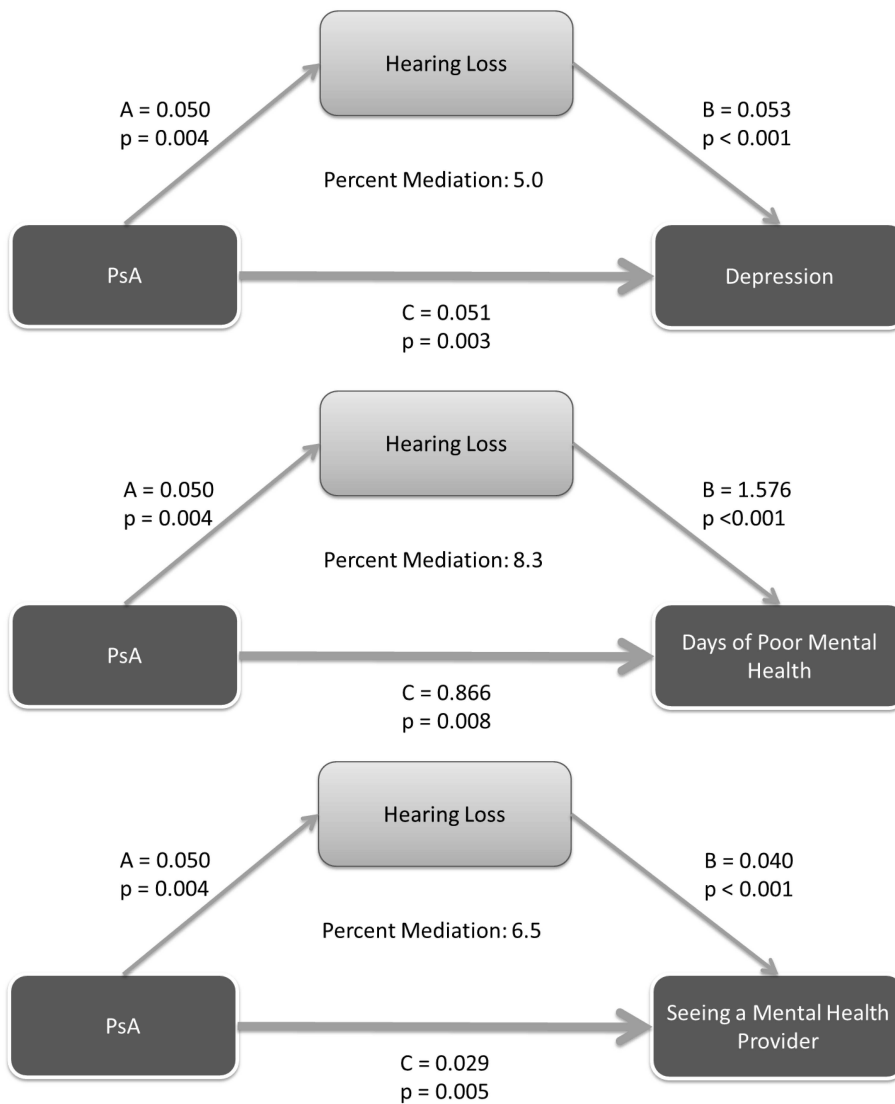 Hearing Loss
A = 0.050
p = 0.004
B = 0.053
p < 0.001
Percent Mediation: 5.0
PsA
Depression
C = 0.051
p = 0.003
Hearing Loss
A = 0.050
p = 0.004
B = 1.576
p <0.001
Percent Mediation: 8.3
PsA
Days of Poor Mental
Health
C = 0.866
p = 0.008
Hearing Loss
A = 0.050
p = 0.004
B = 0.040
p < 0.001
Percent Mediation: 6.5
PsA
Seeing a Mental Health
Provider
C = 0.029
p = 0.005